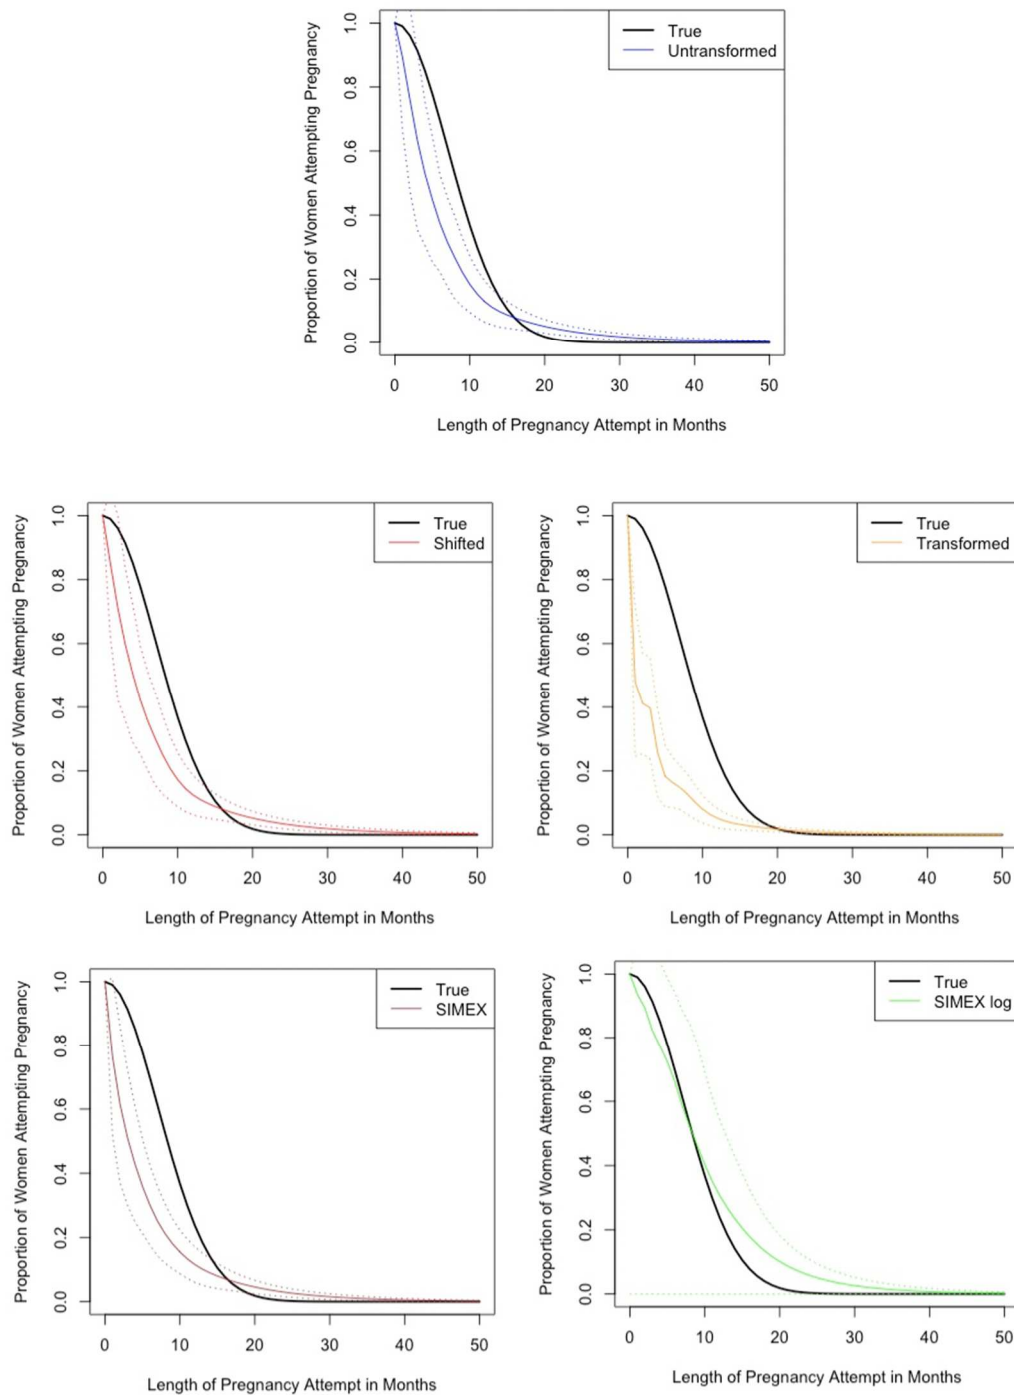 True
Untransformed
Proportion of Women Attempting Pregnancy
1.0
0.8
0.6
0.4
0.2
0.0
0 10 20 30 40 50
Length of Pregnancy Attempt in Months
True
Shifted
Proportion of Women Attempting Pregnancy
1.0
0.8
0.6
0.4
0.2
0.0
0 10 20 30 40 50
Length of Pregnancy Attempt in Months
True
Transformed
Proportion of Women Attempting Pregnancy
1.0
0.8
0.6
0.4
0.2
0.0
0 10 20 30 40 50
Length of Pregnancy Attempt in Months
True
SIMEX
Proportion of Women Attempting Pregnancy
1.0
0.8
0.6
0.4
0.2
0.0
0 10 20 30 40 50
Length of Pregnancy Attempt in Months
True
SIMEX log
Proportion of Women Attempting Pregnancy
1.0
0.8
0.6
0.4
0.2
0.0
0 10 20 30 40 50
Length of Pregnancy Attempt in Months